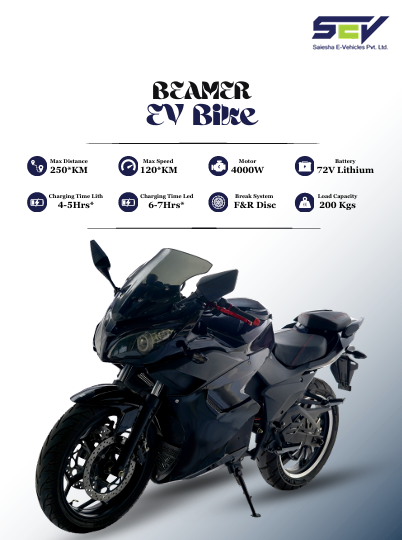 SEV
Saiesha E-Vehicles Pvt. Ltd.
BEAMER
EV Bike
Max Distance
250*KM
Max Speed
120*KM
Motor
4000W
Battery
72V Lithium
Charging Time Lith
4-5Hrs*
Charging Time Led
6-7Hrs*
Break System
F&R Disc
Load Capacity
200 Kgs